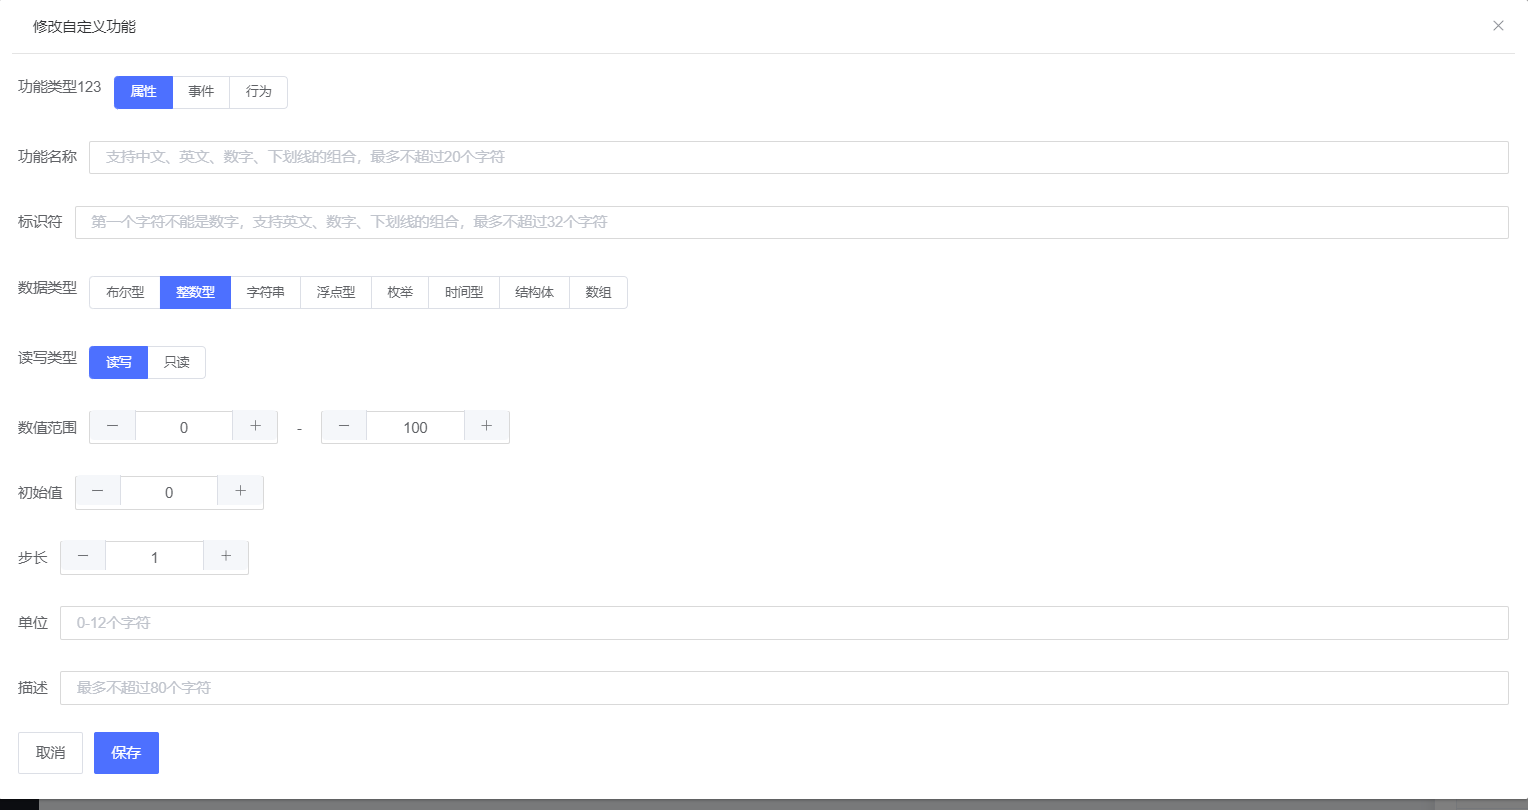 修改自定义功能
功能类型123 属性 事件 行为
功能名称 支持中文、英文、数字、下划线的组合，最多不超过20个字符
标识符 第一个字符不能是数字，支持英文、数字、下划线的组合，最多不超过32个字符
数据类型 布尔型 整数型 字符串 浮点型 枚举 时间型 结构体 数组
读写类型 读写 只读
数值范围 0 - 100
初始值 0
步长 1
单位 0-12个字符
描述 最多不超过80个字符
取消 保存